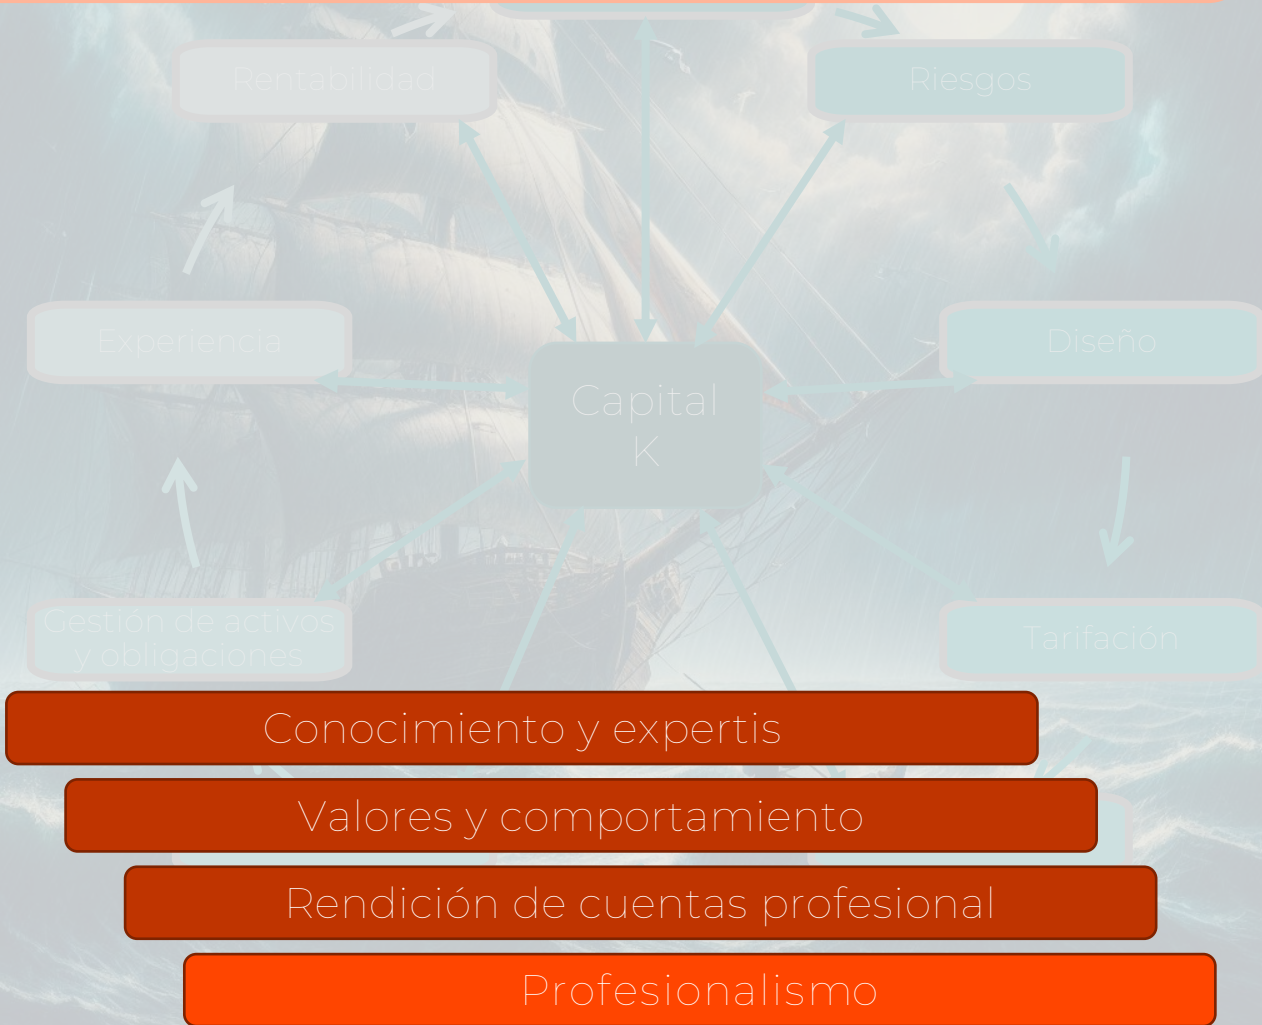 Rentabilidad
Riesgos
Experiencia
Diseño
Capital
K
Gestión de activos
y obligaciones
Tarifación
Conocimiento y expertis
Valores y comportamiento
Rendición de cuentas profesional
Profesionalismo